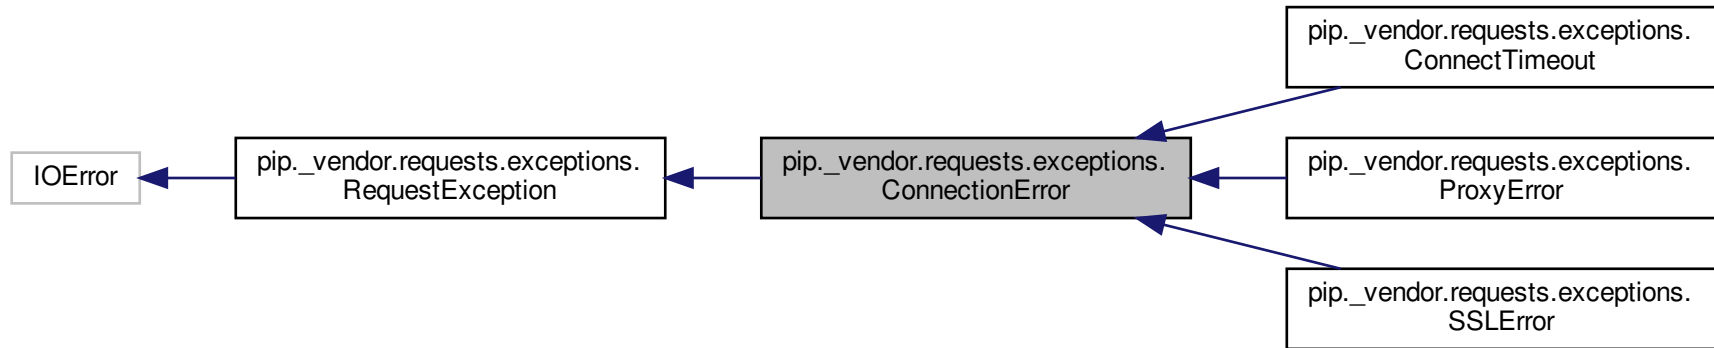 IOError
pip._vendor.requests.exceptions.
RequestException
pip._vendor.requests.exceptions.
ConnectionError
pip._vendor.requests.exceptions.
ConnectTimeout
pip._vendor.requests.exceptions.
ProxyError
pip._vendor.requests.exceptions.
SSLError